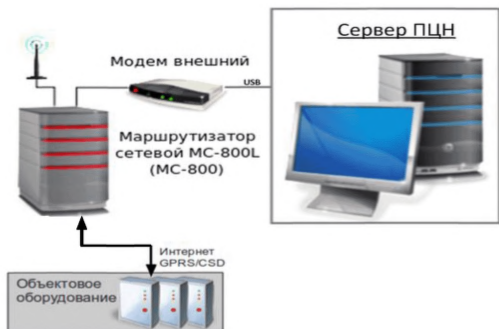 Сервер ПЦН
Модем внешний
USB
Маршрутизатор
сетевой МС-800L
(МС-800)
Интернет
GPRS/CSD
Объектовое
оборудование